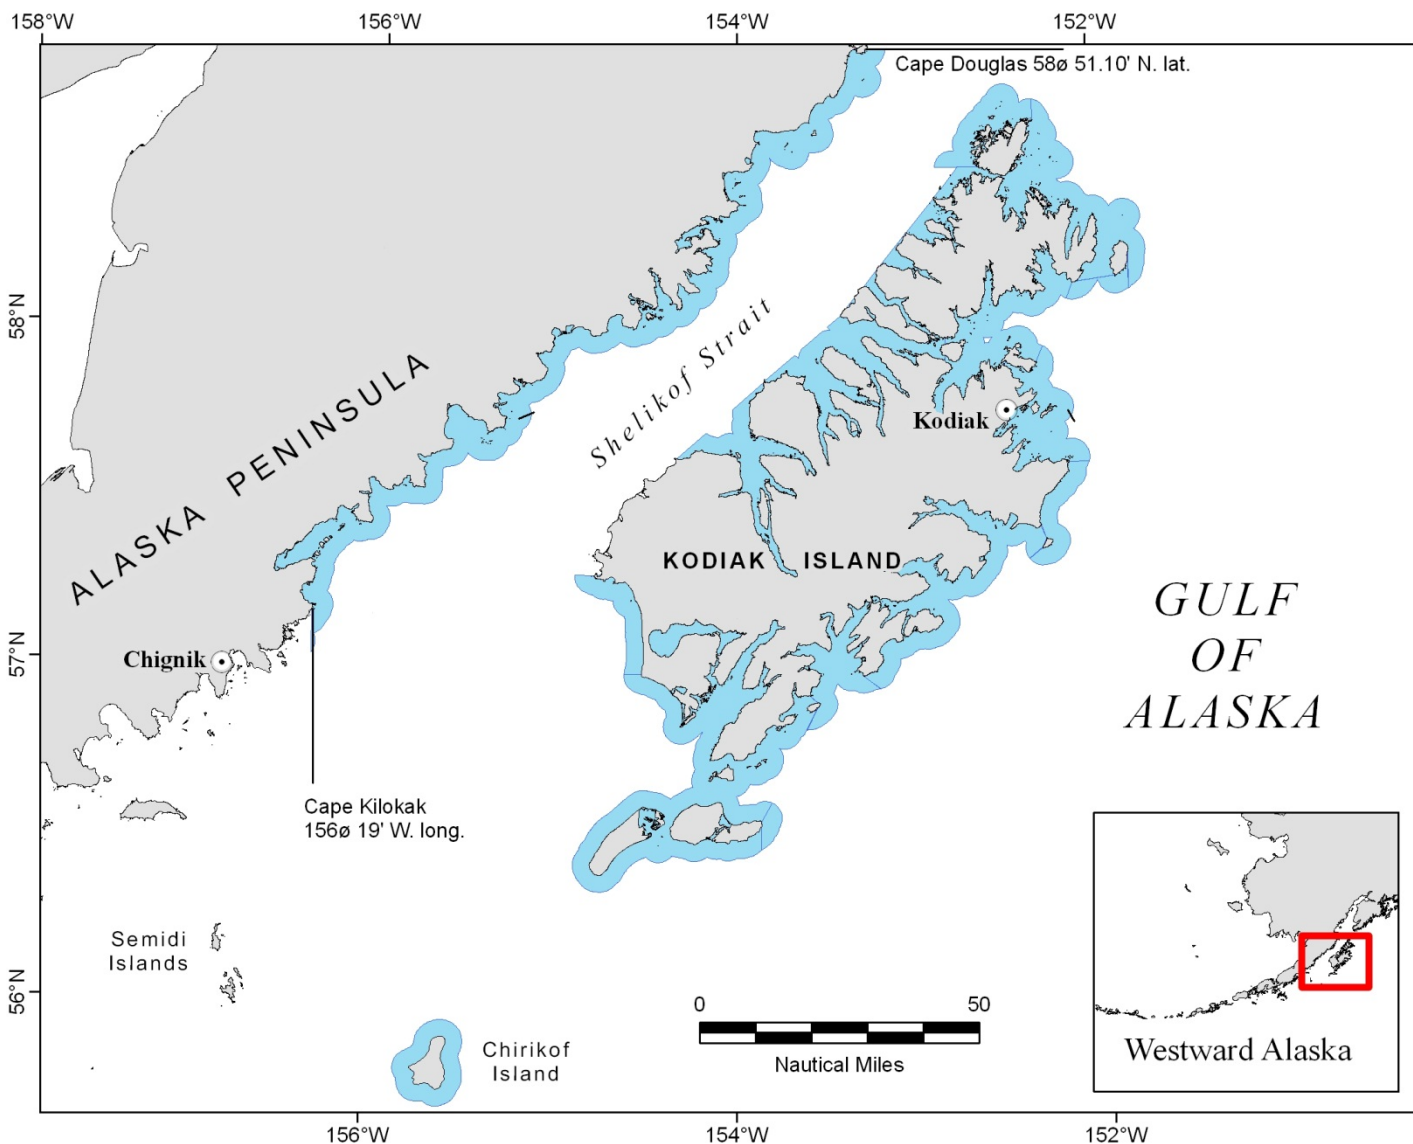 158°W 156°W 154°W 152°W
Cape Douglas 58ø 51.10' N. lat.
58°N
Shelikof Strait
ALASKA PENINSULA
Kodiak
KODIAK ISLAND
GULF
OF
ALASKA
57°N
Chignik
Cape Kilokak
156ø 19' W. long.
Semidi
Islands
56°N
0 50
Nautical Miles
Chirikof
Island
Westward Alaska
156°W 154°W 152°W